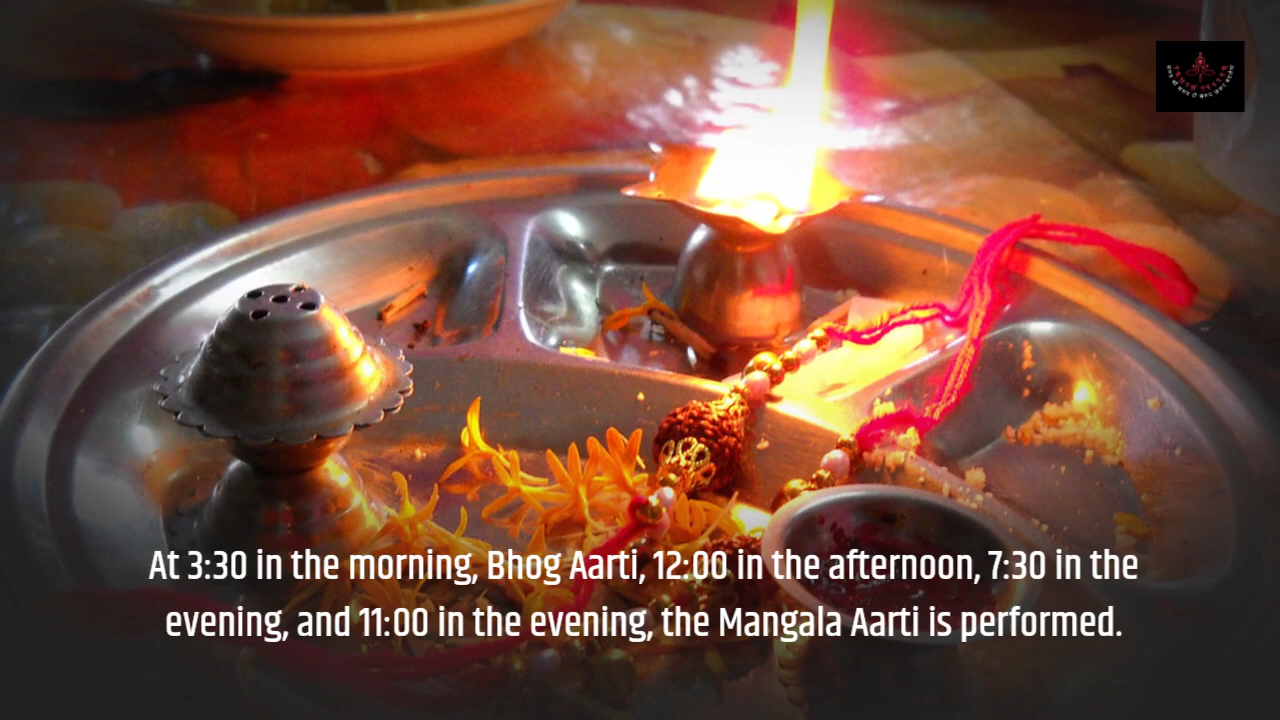 At 3:30 in the morning, Bhog Aarti, 12:00 in the afternoon, 7:30 in the
evening, and 11:00 in the evening, the Mangala Aarti is performed.